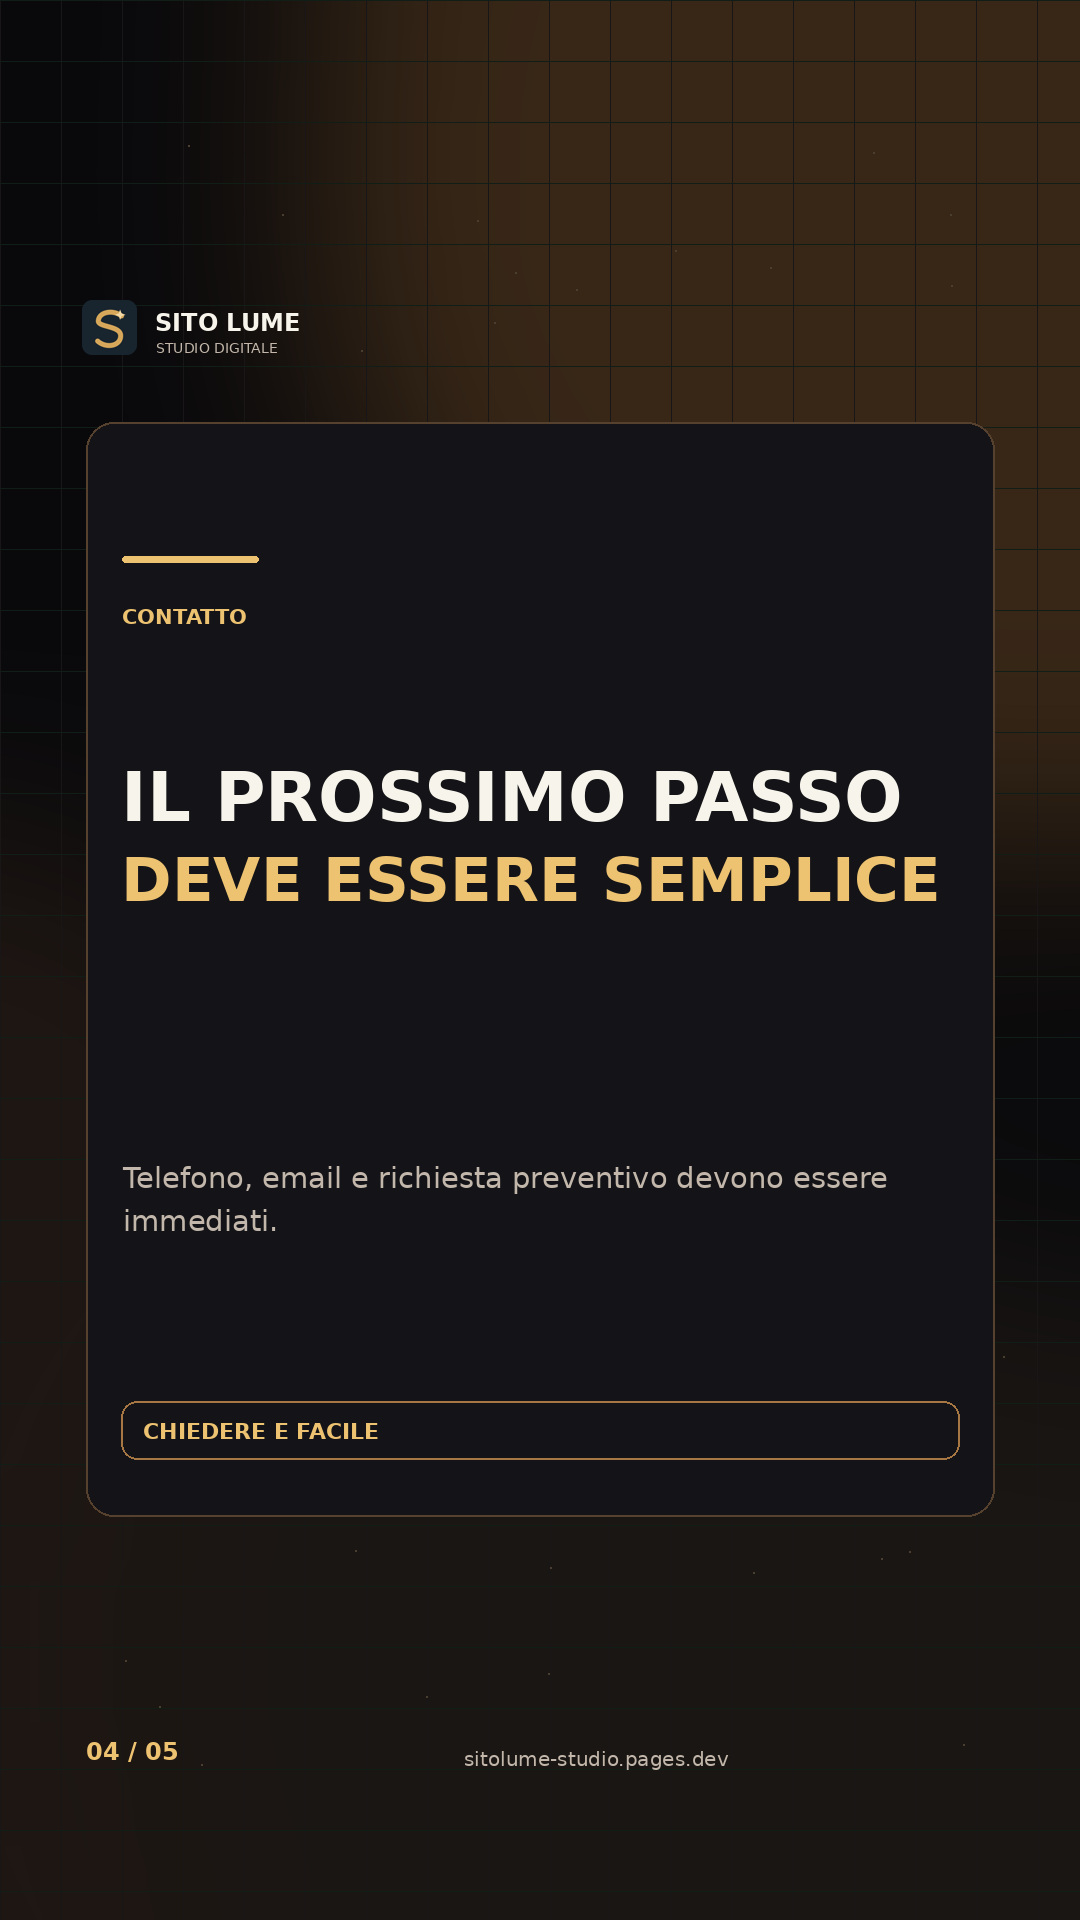 SITO LUME
STUDIO DIGITALE
CONTATTO
IL PROSSIMO PASSO
DEVE ESSERE SEMPLICE
Telefono, email e richiesta preventivo devono essere
immediati.
CHIEDERE E FACILE
04 / 05
sitolume-studio.pages.dev